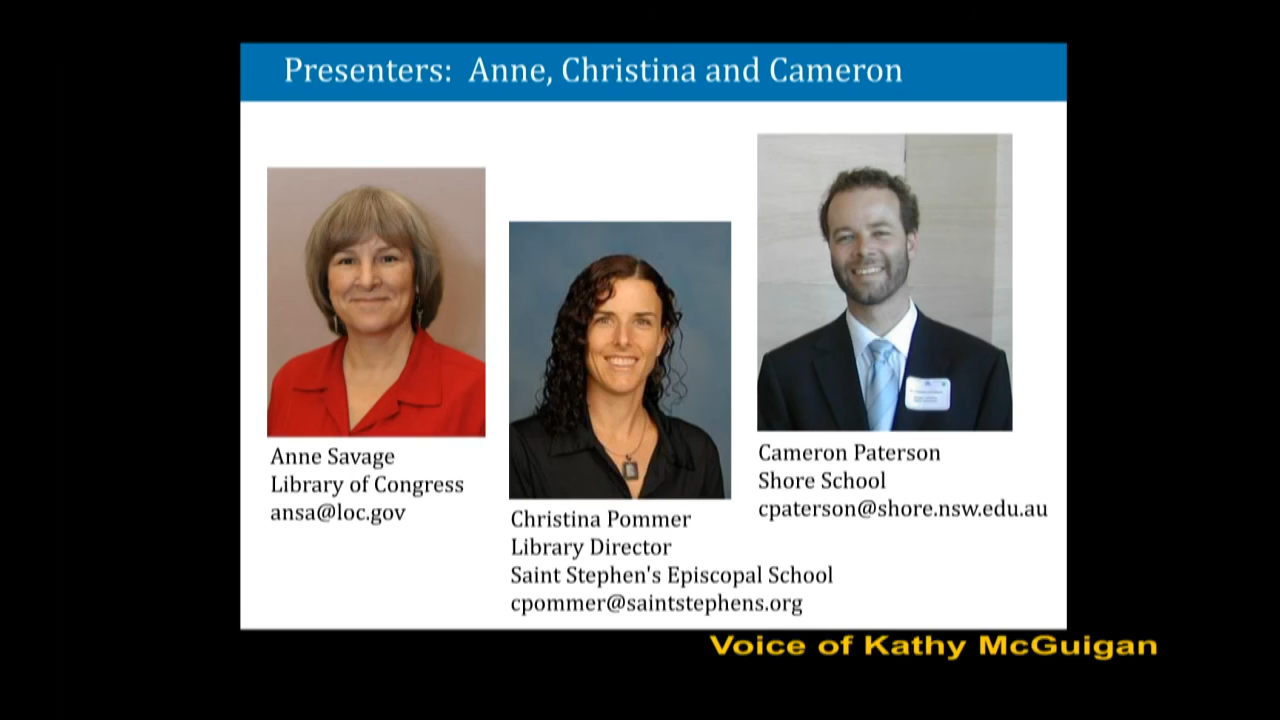 Presenters:  Anne, Christina and Cameron
Anne Savage
Library of Congress
ansa@loc.gov
Christina Pommer
Library Director
Saint Stephen's Episcopal School
cpommer@saintstephens.org
Cameron Paterson
Shore School
cpaterson@shore.nsw.edu.au
Voice of Kathy McGuigan